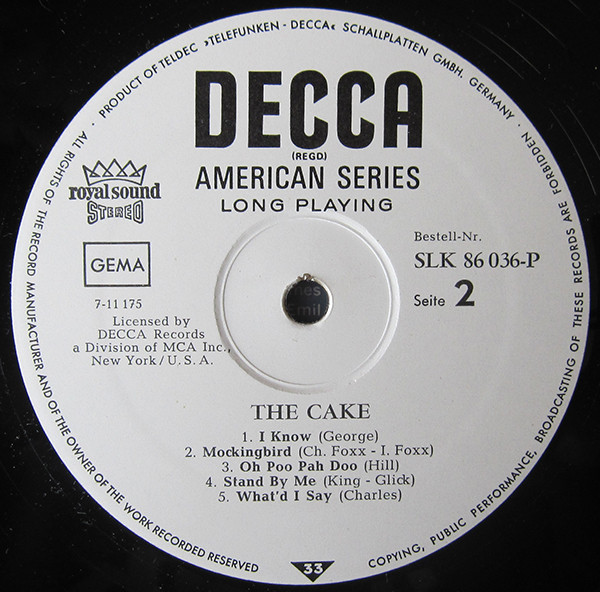 ALL RIGHTS OF THE RECORD MANUFACTURER AND OF THE OWNER OF THE WORK RECORDED RESERVED
· PRODUCT OF TELDEC ›TELEFUNKEN - DECCA‹ SCHALLPLATTEN GMBH. GERMANY ·
COPYING, PUBLIC PERFORMANCE, BROADCASTING OF THESE RECORDS ARE FORBIDDEN
DECCA
(REGD)
AMERICAN SERIES
LONG PLAYING
royal sound
STEREO
GEMA
7-11 175
Licensed by
DECCA Records
a Division of MCA Inc.,
New York / U. S. A.
Bestell-Nr.
SLK 86 036-P
Seite 2
THE CAKE
1. I Know (George)
2. Mockingbird (Ch. Foxx - I. Foxx)
3. Oh Poo Pah Doo (Hill)
4. Stand By Me (King - Glick)
5. What'd I Say (Charles)
33